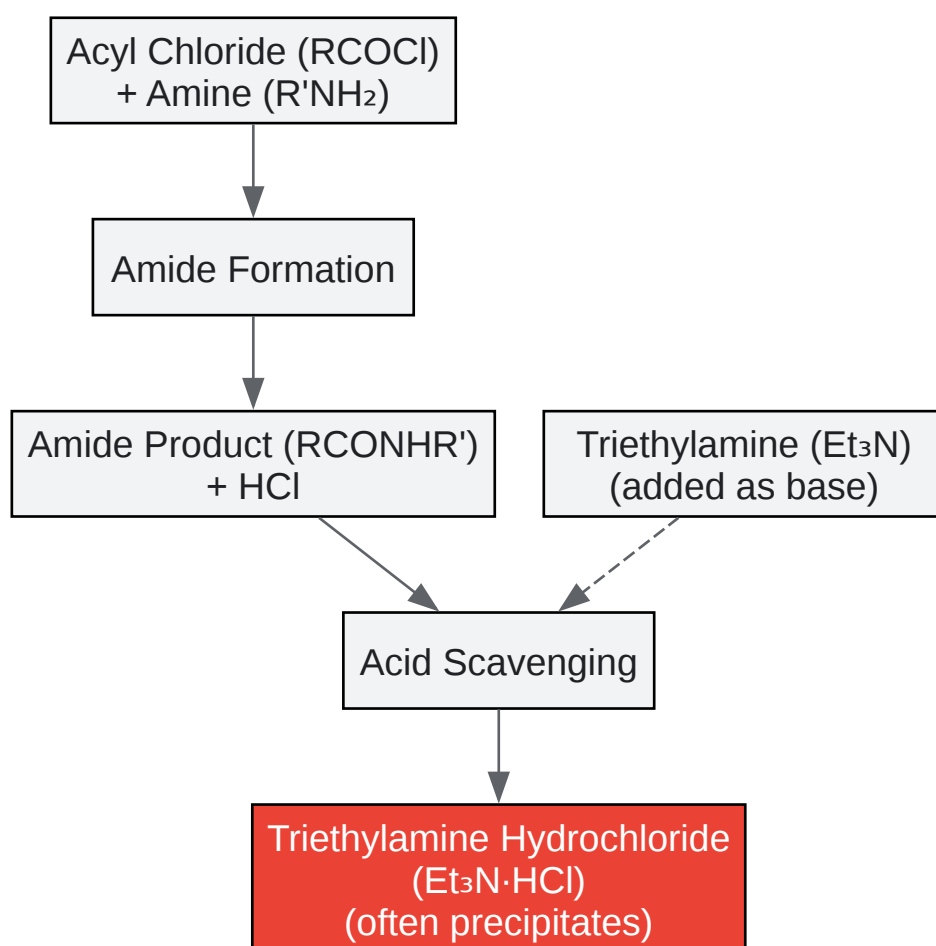 Acyl Chloride (RCOCl)
+ Amine (R'NH₂)
Amide Formation
Amide Product (RCONHR')
+ HCl
Triethylamine (Et₃N)
(added as base)
Acid Scavenging
Triethylamine Hydrochloride
(Et₃N·HCl)
(often precipitates)